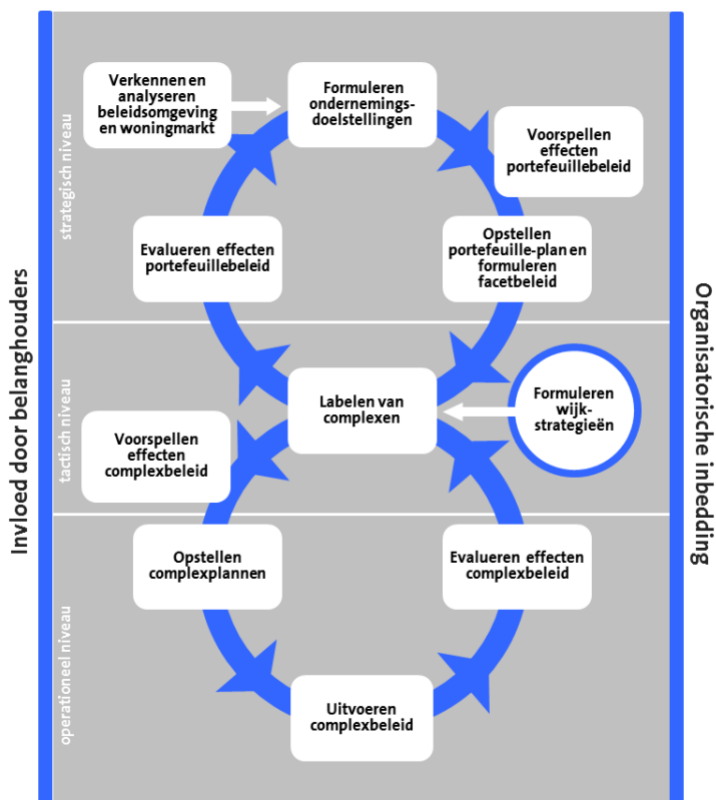 Verkennen en
analyseren
beleidsomgeving
en woningmarkt
Formuleren
ondernemings-
doelstellingen
Voorspellen
effecten
portefeuillebeleid
strategisch niveau
Evalueren effecten
portefeuillebeleid
Opstellen
portefeuille-plan en
formuleren
facetbeleid
Invloed door belanghouders
Organisatorische inbedding
tactisch niveau
Labelen van
complexen
Formuleren
wijk-
strategieën
Voorspellen
effecten
complexbeleid
Opstellen
complexplannen
Evalueren effecten
complexbeleid
operationeel niveau
Uitvoeren
complexbeleid